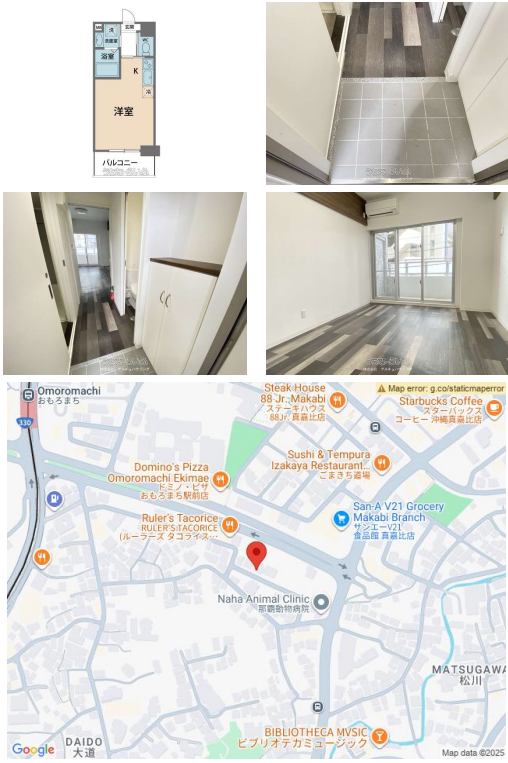 玄関
洗
洗面室
浴室
WC
K
冷
洋室
バルコニー
Omoromachi
おもろまち
330
Steak House
88 Jr. Makabi
ステーキハウス
88Jr. 真嘉比店
Map error: g.co/staticmaperror
Starbucks Coffee
スターバックス
コーヒー 沖縄真嘉比店
Domino's Pizza
Omoromachi Ekimae
ドミノ・ピザ
おもろまち駅前店
Sushi & Tempura
Izakaya Restaurant...
ごまきち道場
San-A V21 Grocery
Makabi Branch
サンエーV21
食品館 真嘉比店
Ruler's Tacorice
RULER'S TACORICE
(ルーラーズ タコライス...
Naha Animal Clinic
那覇動物病院
MATSUGAWA
松川
BIBLIOTHECA MVSIC
ビブリオテカミュージック
DAIDO
大道
Google
Map data ©2025